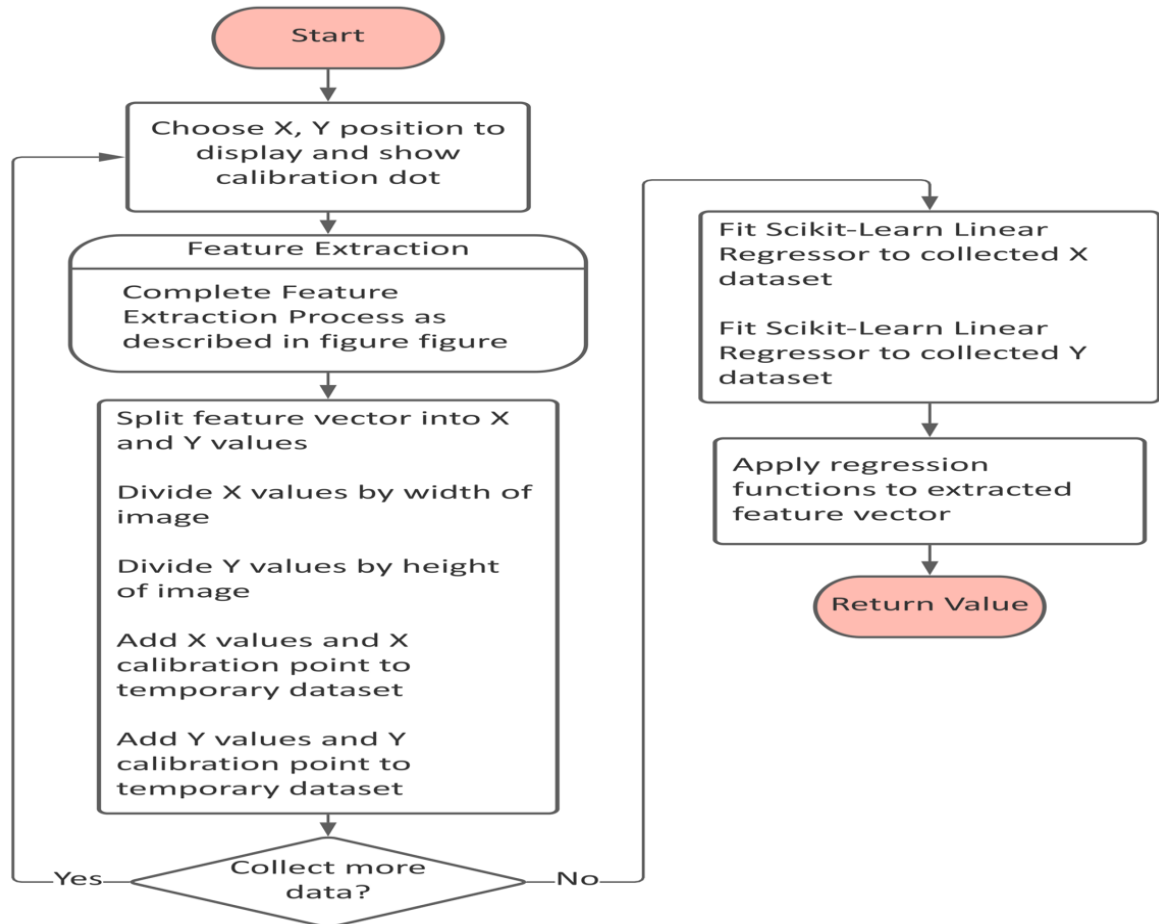 Start
Choose X, Y position to
display and show
calibration dot
Feature Extraction
Complete Feature
Extraction Process as
described in figure figure
Split feature vector into X
and Y values
Divide X values by width of
image
Divide Y values by height
of image
Add X values and X
calibration point to
temporary dataset
Add Y values and Y
calibration point to
temporary dataset
Collect more
data?
Yes
No
Fit Scikit-Learn Linear
Regressor to collected X
dataset
Fit Scikit-Learn Linear
Regressor to collected Y
dataset
Apply regression
functions to extracted
feature vector
Return Value